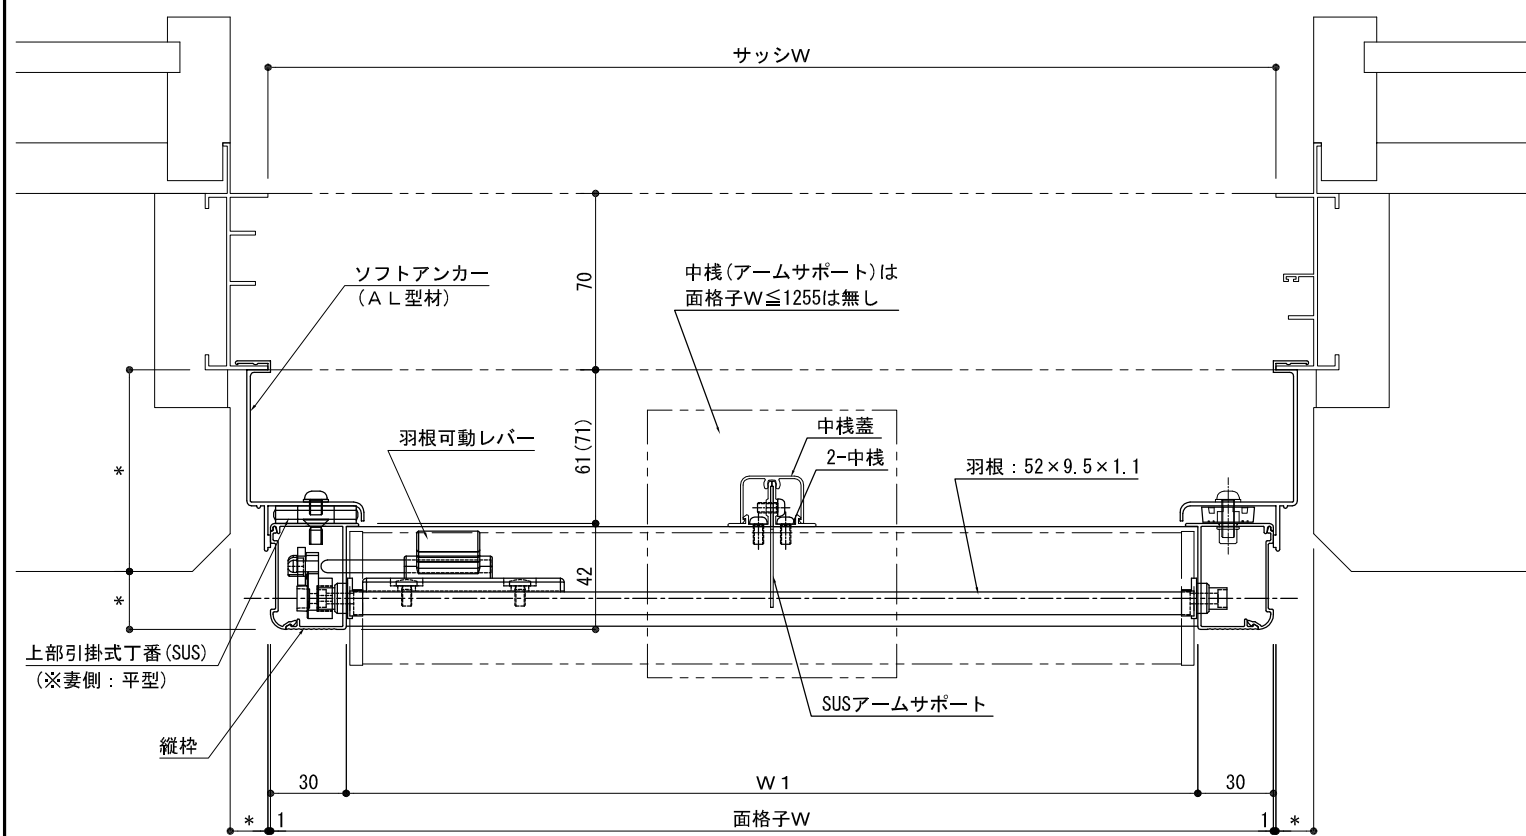 サッシW
ソフトアンカー
(AL型材)
70
中桟(アームサポート)は
面格子W≦1255は無し
羽根可動レバー
61(71)
中桟蓋
2-中桟
羽根:52×9.5×1.1
*
42
*
上部引掛式丁番(SUS)
(※妻側:平型)
SUSアームサポート
縦枠
30
W1
30
*
1
面格子W
1
*